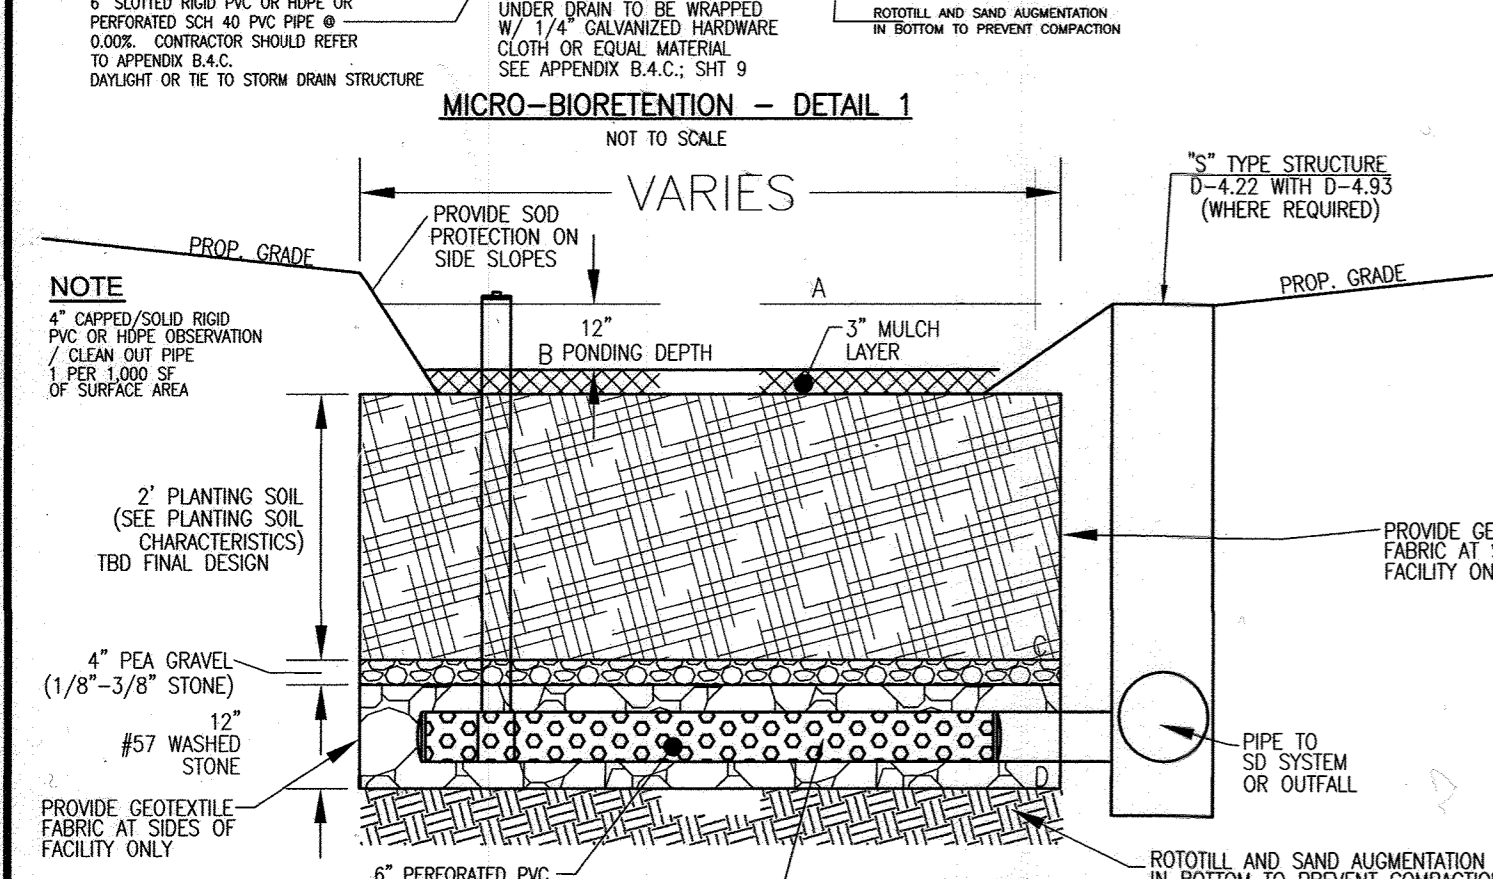 6" SLOTTED RIGID PVC OR HDPE OR
PERFORATED SCH 40 PVC PIPE @
0.00%. CONTRACTOR SHOULD REFER
TO APPENDIX B.4.C.
DAYLIGHT OR TIE TO STORM DRAIN STRUCTURE
UNDER DRAIN TO BE WRAPPED
W/ 1/4" GALVANIZED HARDWARE
CLOTH OR EQUAL MATERIAL
SEE APPENDIX B.4.C.; SHT 9
ROTOTILL AND SAND AUGMENTATION
IN BOTTOM TO PREVENT COMPACTION
MICRO-BIORETENTION - DETAIL 1
NOT TO SCALE
VARIES
"S" TYPE STRUCTURE
D-4.22 WITH D-4.93
(WHERE REQUIRED)
PROVIDE SOD
PROTECTION ON
SIDE SLOPES
PROP. GRADE
PROP. GRADE
NOTE
4" CAPPED/SOLID RIGID
PVC OR HDPE OBSERVATION
/ CLEAN OUT PIPE
1 PER 1,000 SF
OF SURFACE AREA
A
12"
B PONDING DEPTH
3" MULCH
LAYER
2' PLANTING SOIL
(SEE PLANTING SOIL
CHARACTERISTICS)
TBD FINAL DESIGN
PROVIDE GE
FABRIC AT
FACILITY ON
C
4" PEA GRAVEL
(1/8"-3/8" STONE)
12"
#57 WASHED
STONE
D
PIPE TO
SD SYSTEM
OR OUTFALL
PROVIDE GEOTEXTILE
FABRIC AT SIDES OF
FACILITY ONLY
6" PERFORATED PVC
ROTOTILL AND SAND AUGMENTATION
IN BOTTOM TO PREVENT COMPACTION